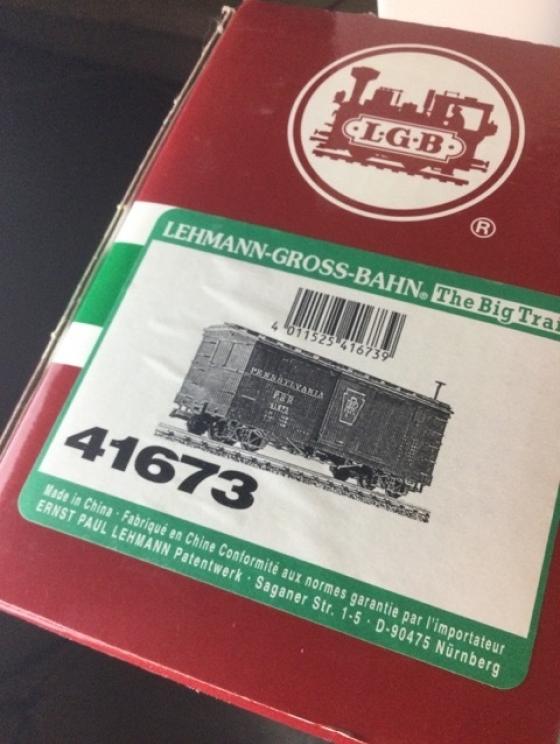 L·G·B
®
LEHMANN-GROSS-BAHN® The Big Trai
4 011525 416739
PENNSYLVANIA
41673
Made in China · Fabriqué en Chine Conformité aux normes garantie par l'importateur
ERNST PAUL LEHMANN Patentwerk · Saganer Str. 1-5 · D-90475 Nürnberg